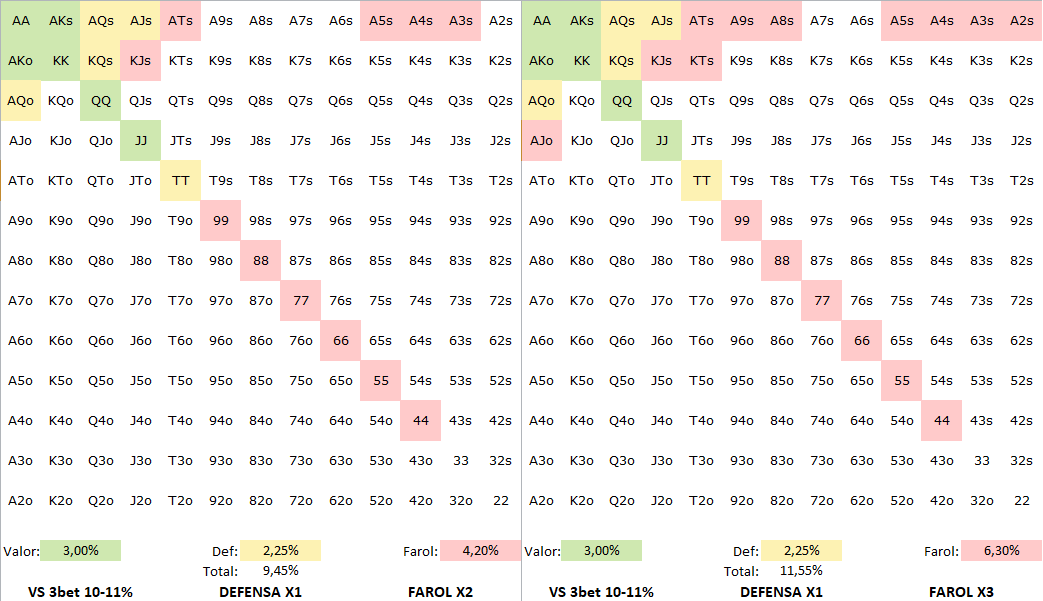 AA AKs AQs AJs ATs A9s A8s A7s A6s A5s A4s A3s A2s AA AKs AQs AJs ATs A9s A8s A7s A6s A5s A4s A3s A2s
AKo KK KQs KJs KTs K9s K8s K7s K6s K5s K4s K3s K2s AKo KK KQs KJs KTs K9s K8s K7s K6s K5s K4s K3s K2s
AQo KQo QQ QJs QTs Q9s Q8s Q7s Q6s Q5s Q4s Q3s Q2s AQo KQo QQ QJs QTs Q9s Q8s Q7s Q6s Q5s Q4s Q3s Q2s
AJo KJo QJo JJ JTs J9s J8s J7s J6s J5s J4s J3s J2s AJo KJo QJo JJ JTs J9s J8s J7s J6s J5s J4s J3s J2s
ATo KTo QTo JTo TT T9s T8s T7s T6s T5s T4s T3s T2s ATo KTo QTo JTo TT T9s T8s T7s T6s T5s T4s T3s T2s
A9o K9o Q9o J9o T9o 99 98s 97s 96s 95s 94s 93s 92s A9o K9o Q9o J9o T9o 99 98s 97s 96s 95s 94s 93s 92s
A8o K8o Q8o J8o T8o 98o 88 87s 86s 85s 84s 83s 82s A8o K8o Q8o J8o T8o 98o 88 87s 86s 85s 84s 83s 82s
A7o K7o Q7o J7o T7o 97o 87o 77 76s 75s 74s 73s 72s A7o K7o Q7o J7o T7o 97o 87o 77 76s 75s 74s 73s 72s
A6o K6o Q6o J6o T6o 96o 86o 76o 66 65s 64s 63s 62s A6o K6o Q6o J6o T6o 96o 86o 76o 66 65s 64s 63s 62s
A5o K5o Q5o J5o T5o 95o 85o 75o 65o 55 54s 53s 52s A5o K5o Q5o J5o T5o 95o 85o 75o 65o 55 54s 53s 52s
A4o K4o Q4o J4o T4o 94o 84o 74o 64o 54o 44 43s 42s A4o K4o Q4o J4o T4o 94o 84o 74o 64o 54o 44 43s 42s
A3o K3o Q3o J3o T3o 93o 83o 73o 63o 53o 43o 33 32s A3o K3o Q3o J3o T3o 93o 83o 73o 63o 53o 43o 33 32s
A2o K2o Q2o J2o T2o 92o 82o 72o 62o 52o 42o 32o 22 A2o K2o Q2o J2o T2o 92o 82o 72o 62o 52o 42o 32o 22
Valor: 3,00% Def: 2,25% Farol: 4,20% Valor: 3,00% Def: 2,25% Farol: 6,30%
Total: 9,45% Total: 11,55%
VS 3bet 10-11% DEFENSA X1 FAROL X2 VS 3bet 10-11% DEFENSA X1 FAROL X3